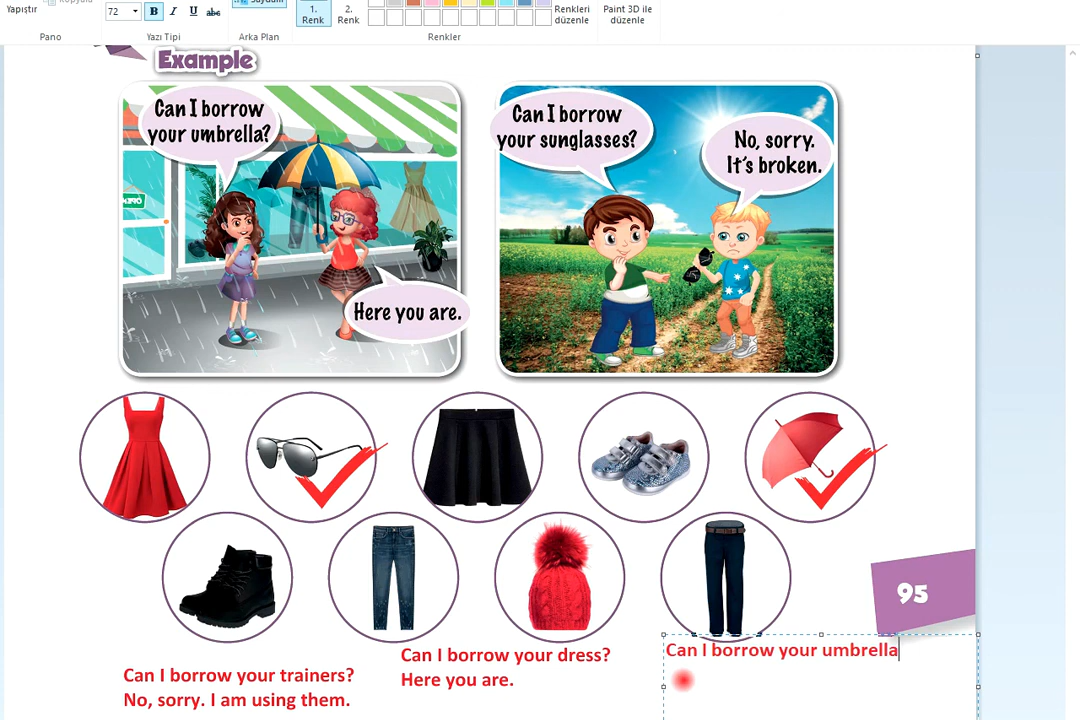 Yapıştır
72
B I U abc
1.
Renk
2.
Renk
Renkleri
düzenle
Paint 3D ile
düzenle
Pano
Yazı Tipi
Arka Plan
Renkler
Example
Can I borrow
your umbrella?
Here you are.
Can I borrow
your sunglasses?
No, sorry.
It's broken.
95
Can I borrow your trainers?
No, sorry. I am using them.
Can I borrow your dress?
Here you are.
Can I borrow your umbrella